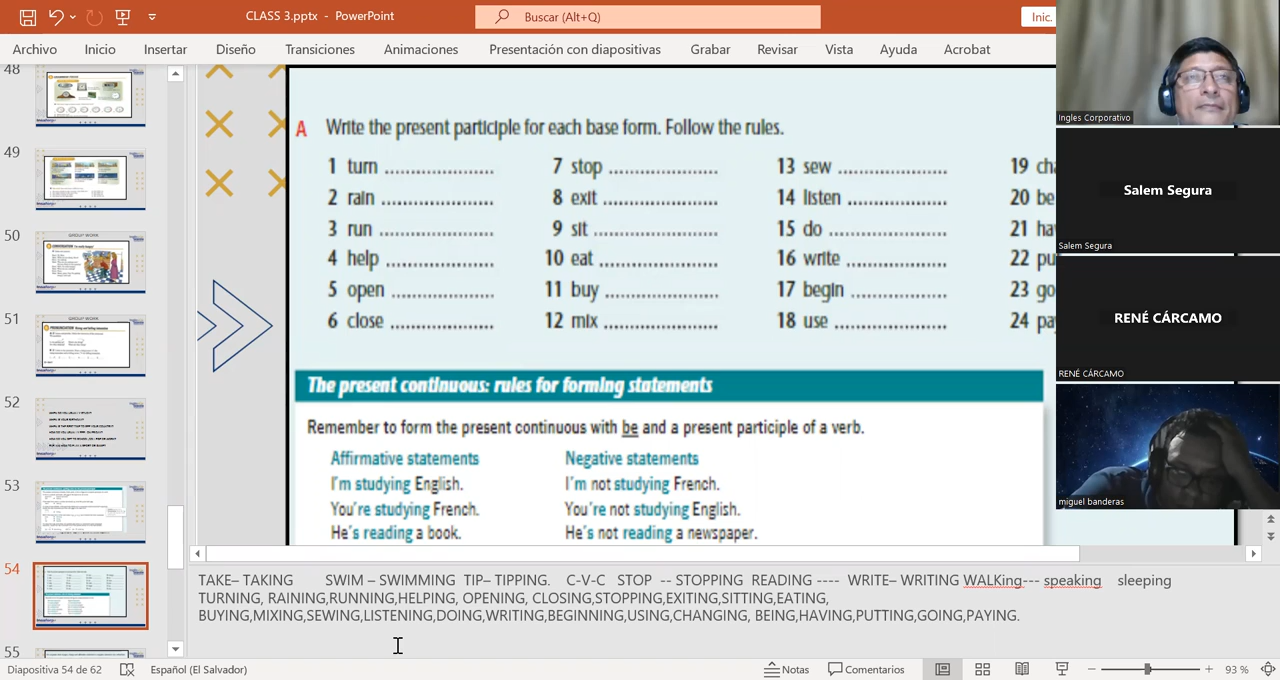 CLASS 3.pptx - PowerPoint
Buscar (Alt+Q)
Inic.
Archivo Inicio Insertar Diseño Transiciones Animaciones Presentación con diapositivas Grabar Revisar Vista Ayuda Acrobat
48
49
50
51
52
53
54
55
A Write the present participle for each base form. Follow the rules.
1 turn ........................ 7 stop ........................ 13 sew ........................ 19 cha
2 rain ........................ 8 exit ........................ 14 listen ........................ 20 be
3 run ........................ 9 sit ........................ 15 do ........................ 21 ha
4 help ........................ 10 eat ........................ 16 write ........................ 22 pu
5 open ........................ 11 buy ........................ 17 begin ........................ 23 go
6 close ........................ 12 mix ........................ 18 use ........................ 24 pa
The present continuous: rules for forming statements
Remember to form the present continuous with be and a present participle of a verb.
Affirmative statements Negative statements
I'm studying English. I'm not studying French.
You're studying French. You're not studying English.
He's reading a book. He's not reading a newspaper.
TAKE– TAKING SWIM – SWIMMING TIP– TIPPING. C-V-C STOP -- STOPPING READING ---- WRITE– WRITING WALKing--- speaking sleeping
TURNING, RAINING,RUNNING,HELPING, OPENING, CLOSING,STOPPING,EXITING,SITTING,EATING,
BUYING,MIXING,SEWING,LISTENING,DOING,WRITING,BEGINNING,USING,CHANGING, BEING,HAVING,PUTTING,GOING,PAYING.
Ingles Corporativo
Salem Segura
Salem Segura
RENÉ CÁRCAMO
RENÉ CÁRCAMO
miguel banderas
Diapositiva 54 de 62 Español (El Salvador) Notas Comentarios 93 %